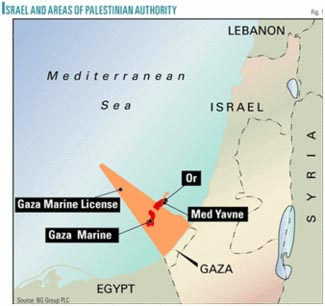 ISRAEL AND AREAS OF PALESTINIAN AUTHORITY
Fig. 1
LEBANON
Mediterranean
Sea
ISRAEL
SYRIA
Or
Gaza Marine License
Med Yavne
Gaza Marine
GAZA
EGYPT
Source: BG Group PLC